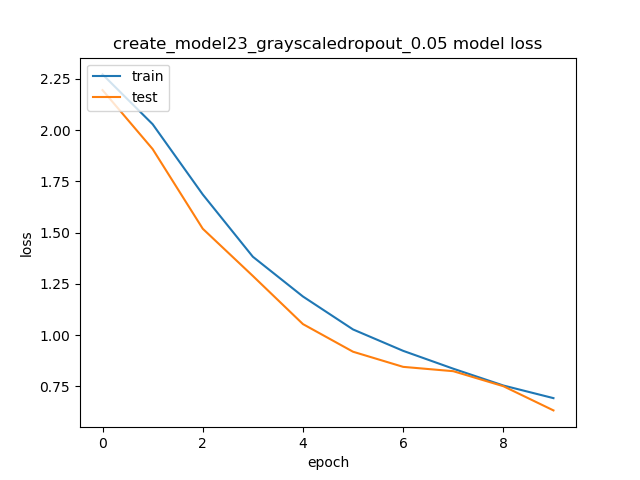 create_model23_grayscaledropout_0.05 model loss
train
test
2.25
2.00
1.75
1.50
1.25
1.00
0.75
loss
0 2 4 6 8
epoch